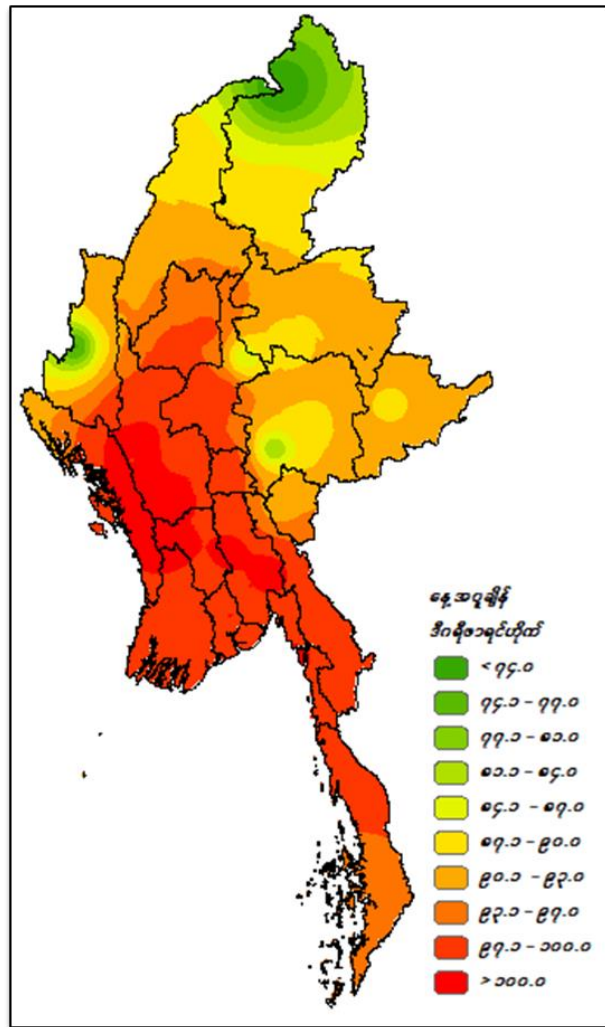 နေ့အပူချိန်
ဒီဂရီဖာရင်ဟိုက်
<၇၄.၀
၇၄.၁ - ၇၇.၀
၇၇.၁ - ၈၁.၀
၈၁.၁ - ၈၄.၀
၈၄.၁ - ၈၇.၀
၈၇.၁ - ၉၀.၀
၉၀.၁ - ၉၃.၀
၉၃.၁ - ၉၇.၀
၉၇.၁ - ၁၀၀.၀
> ၁၀၀.၀